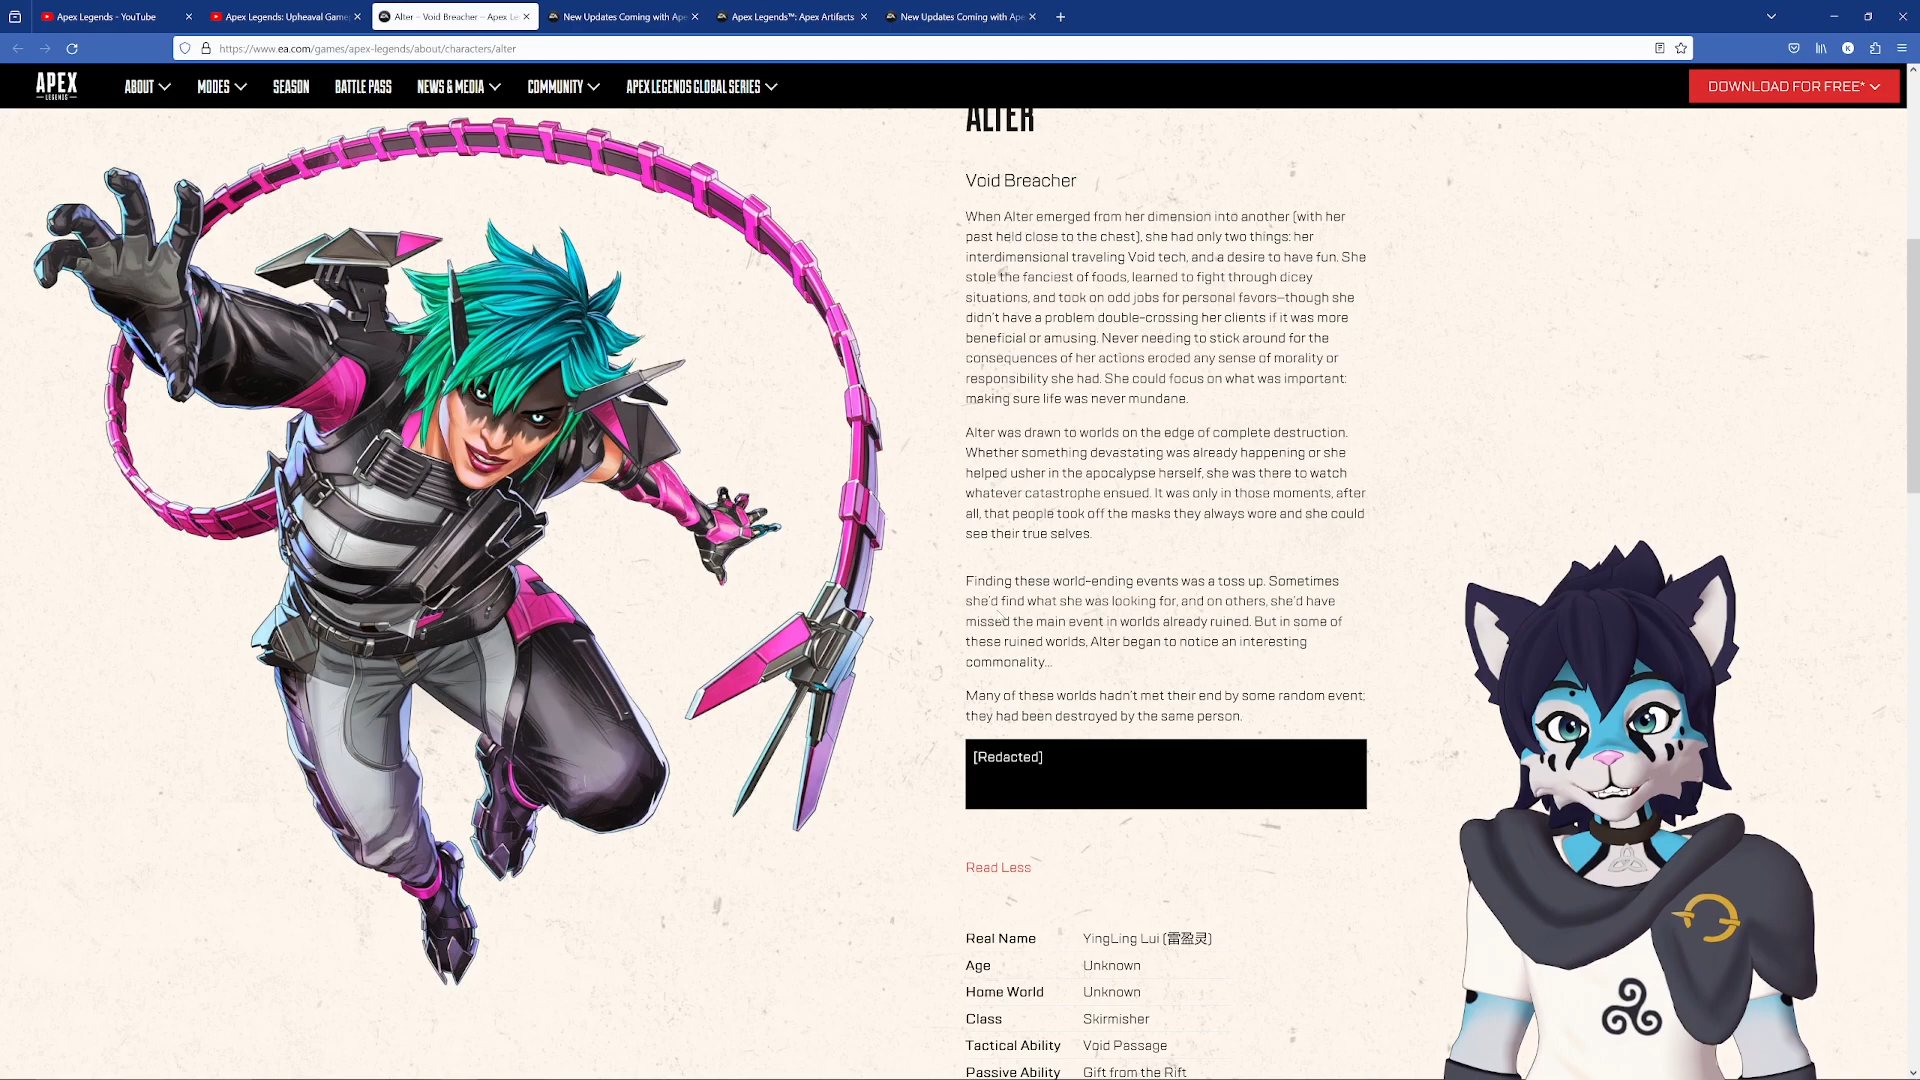 Apex Legends - YouTube
Apex Legends: Upheaval Game
Alter – Void Breacher – Apex Le
New Updates Coming with Ape
Apex Legends™: Apex Artifacts
New Updates Coming with Ape
https://www.ea.com/games/apex-legends/about/characters/alter
K
APEX
LEGENDS
ABOUT
MODES
SEASON
BATTLE PASS
NEWS & MEDIA
COMMUNITY
APEX LEGENDS GLOBAL SERIES
DOWNLOAD FOR FREE*
ALTER
Void Breacher
When Alter emerged from her dimension into another (with her
past held close to the chest), she had only two things: her
interdimensional traveling Void tech, and a desire to have fun. She
stole the fanciest of foods, learned to fight through dicey
situations, and took on odd jobs for personal favors—though she
didn't have a problem double-crossing her clients if it was more
beneficial or amusing. Never needing to stick around for the
consequences of her actions eroded any sense of morality or
responsibility she had. She could focus on what was important:
making sure life was never mundane.
Alter was drawn to worlds on the edge of complete destruction.
Whether something devastating was already happening or she
helped usher in the apocalypse herself, she was there to watch
whatever catastrophe ensued. It was only in those moments, after
all, that people took off the masks they always wore and she could
see their true selves.
Finding these world-ending events was a toss up. Sometimes
she'd find what she was looking for, and on others, she'd have
missed the main event in worlds already ruined. But in some of
these ruined worlds, Alter began to notice an interesting
commonality...
Many of these worlds hadn't met their end by some random event;
they had been destroyed by the same person.
[Redacted]
Read Less
Real Name YingLing Lui (雷盈灵)
Age Unknown
Home World Unknown
Class Skirmisher
Tactical Ability Void Passage
Passive Ability Gift from the Rift